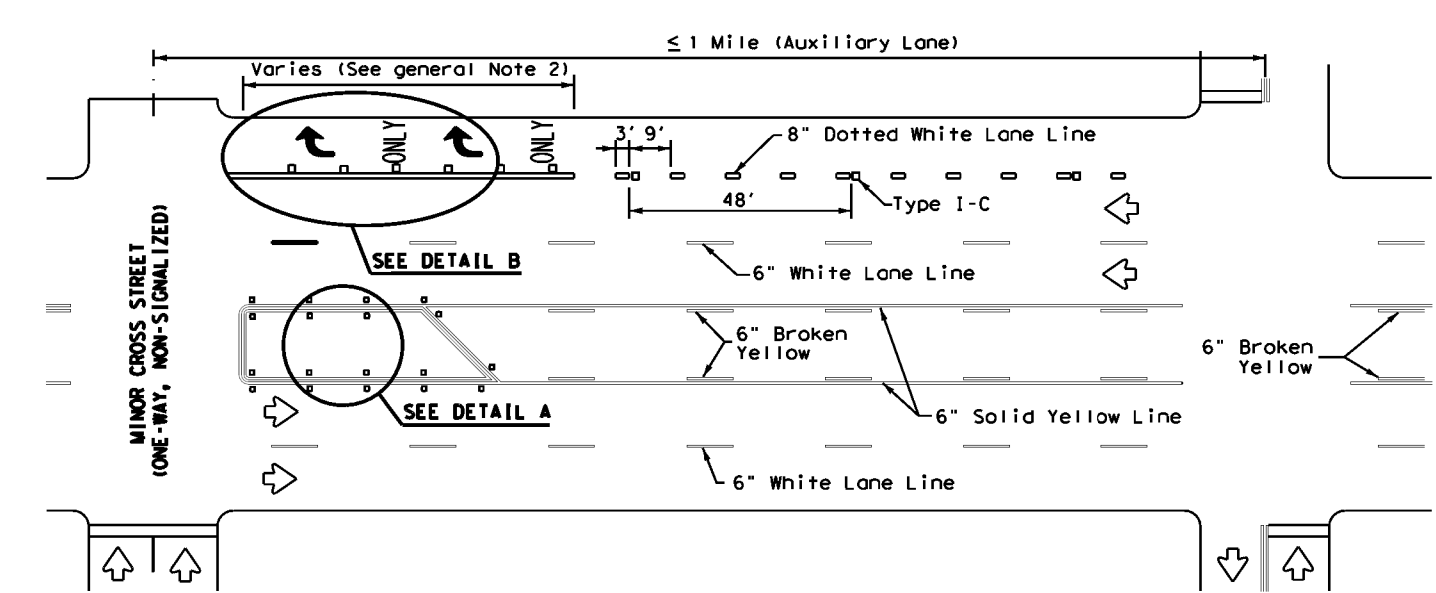 ≤ 1 Mile (Auxiliary Lane)
Varies (See general Note 2)
ONLY
ONLY
3' 9'
8" Dotted White Lane Line
48'
Type I-C
SEE DETAIL B
6" White Lane Line
MINOR CROSS STREET
(ONE-WAY, NON-SIGNALIZED)
6" Broken
Yellow
6" Broken
Yellow
SEE DETAIL A
6" Solid Yellow Line
6" White Lane Line